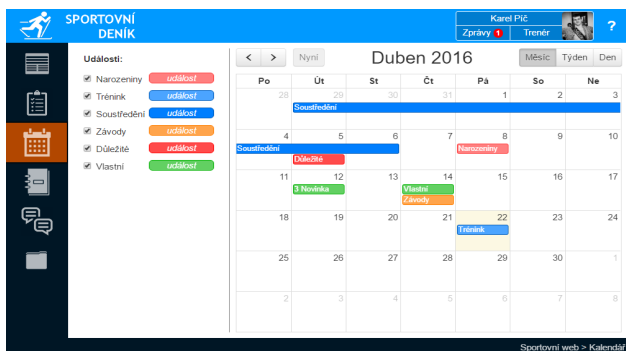 SPORTOVNÍ
DENÍK
Karel Pič
Zprávy 1 Trenér
?
Události:
Narozeniny událost
Trénink událost
Soustředění událost
Závody událost
Důležité událost
Vlastní událost
< > Nyní Duben 2016 Měsíc Týden Den
Po Út St Čt Pá So Ne
28 29 30 31 1 2 3
Soustředění
4 5 6 7 8 9 10
Soustředění Narozeniny
Důležité
11 12 13 14 15 16 17
3 Novinka Vlastní
Závody
18 19 20 21 22 23 24
Trénink
25 26 27 28 29 30 1
2 3 4 5 6 7 8
Sportovní web > Kalendář